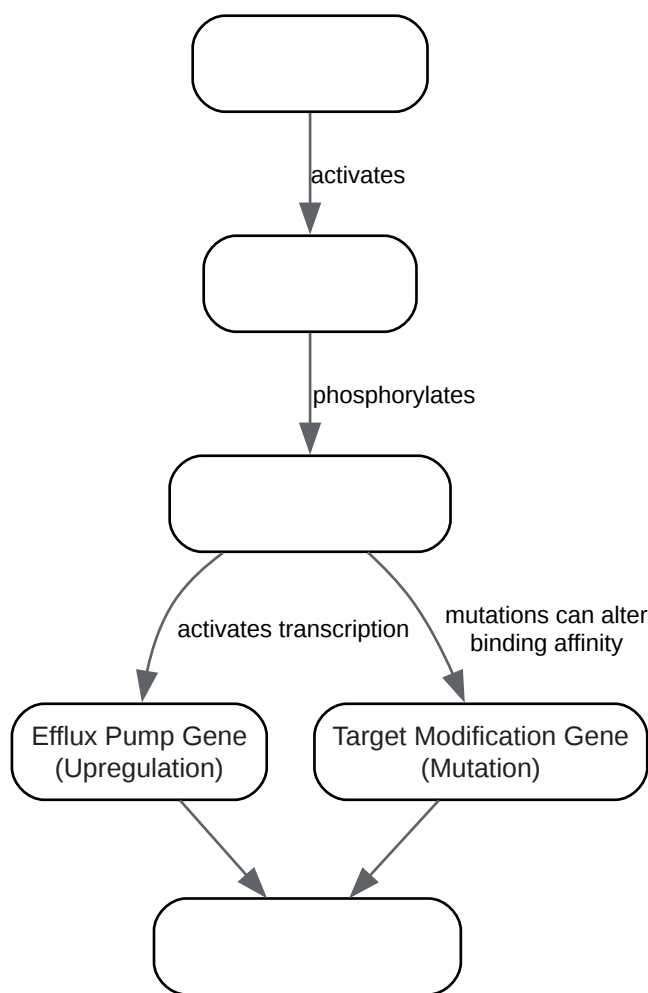 activates
phosphorylates
activates transcription
mutations can alter
binding affinity
Efflux Pump Gene
(Upregulation)
Target Modification Gene
(Mutation)